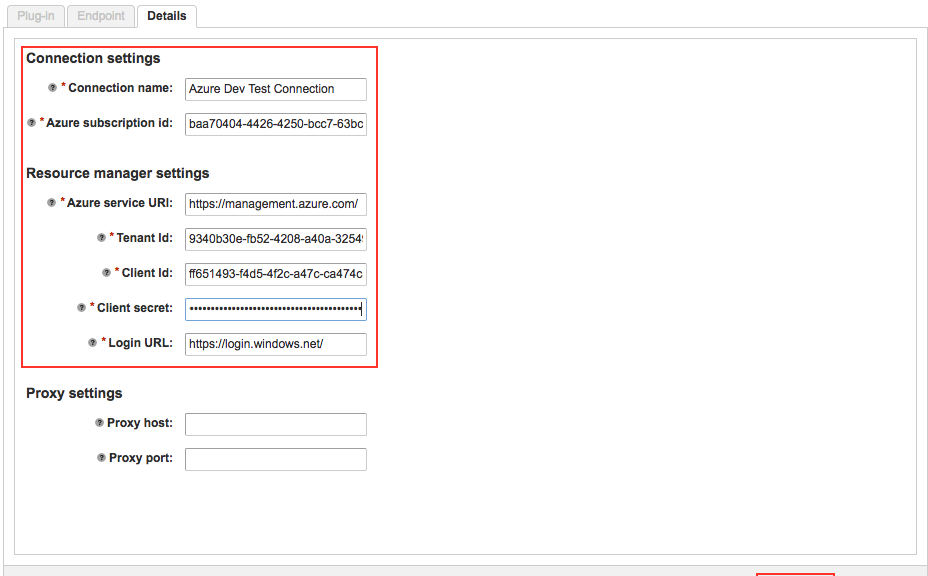 Plug-in Endpoint Details
Connection settings
* Connection name: Azure Dev Test Connection
* Azure subscription id: baa70404-4426-4250-bcc7-63bc
Resource manager settings
* Azure service URI: https://management.azure.com/
* Tenant Id: 9340b30e-fb52-4208-a40a-3254
* Client Id: ff651493-f4d5-4f2c-a47c-ca474c
* Client secret: ••••••••••••••••••••••••••••••••••••••••
* Login URL: https://login.windows.net/
Proxy settings
Proxy host:
Proxy port: